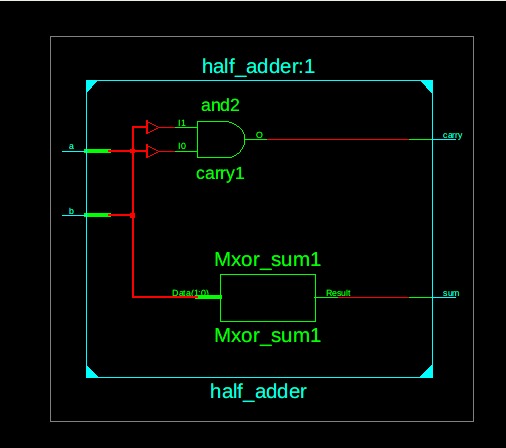 half_adder:1
and2
I1
a
I0
O
carry
carry1
b
Mxor_sum1
Data(1:0)
Result
sum
Mxor_sum1
half_adder